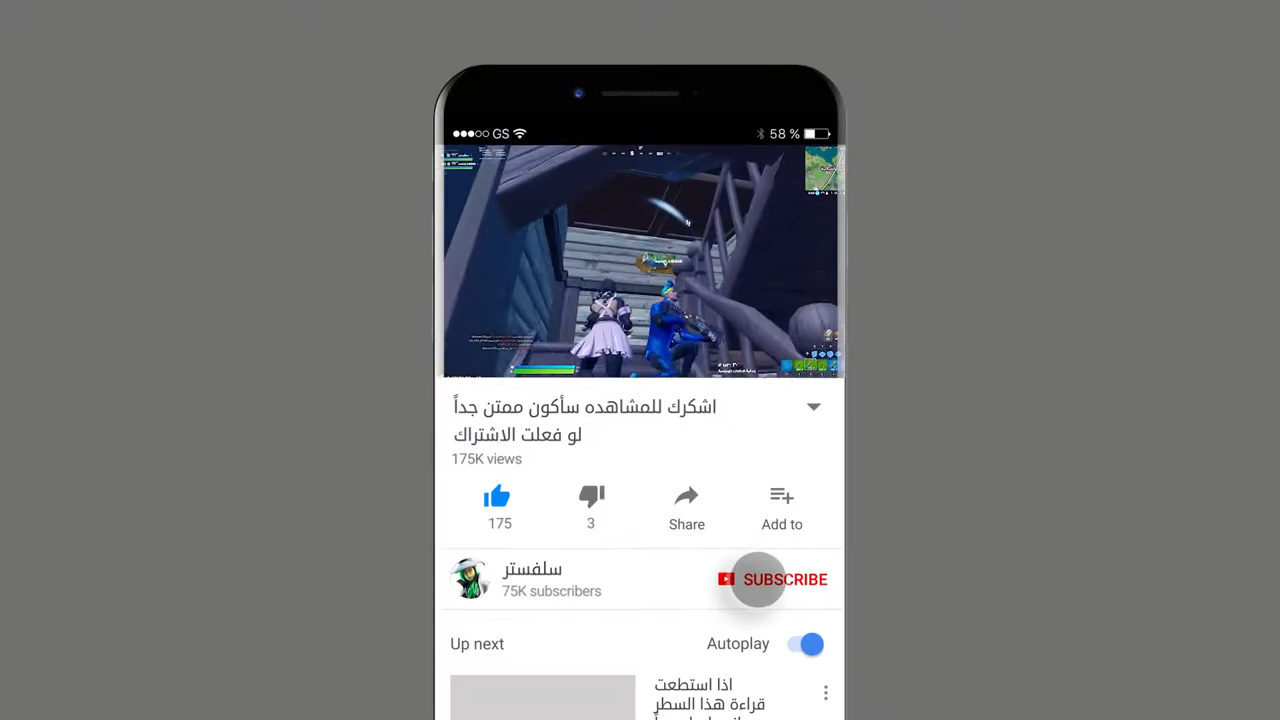 GS
58 %
اشكرك للمشاهده سأكون ممتن جداً
لو فعلت الاشتراك
175K views
175
3
Share
Add to
سلفستر
75K subscribers
SUBSCRIBE
Up next
Autoplay
اذا استطعت
قراءة هذا السطر